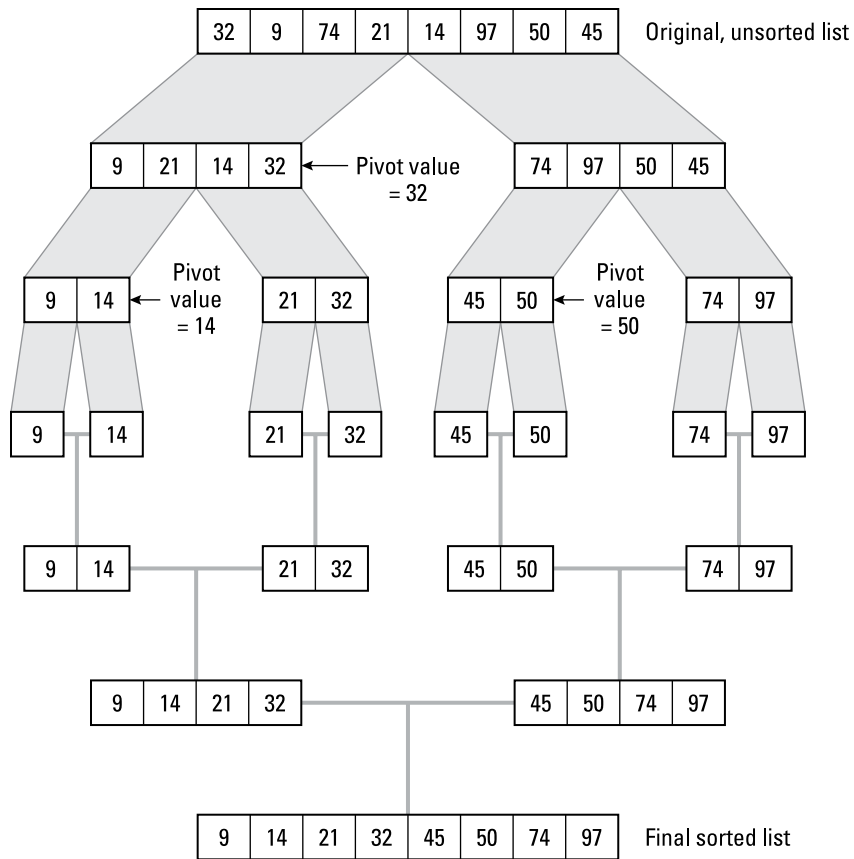 32 9 74 21 14 97 50 45 Original, unsorted list
9 21 14 32 Pivot value 74 97 50 45
= 32
Pivot Pivot
9 14 value 21 32 45 50 value 74 97
= 14 = 50
9 14 21 32 45 50 74 97
9 14 21 32 45 50 74 97
9 14 21 32 45 50 74 97
9 14 21 32 45 50 74 97 Final sorted list